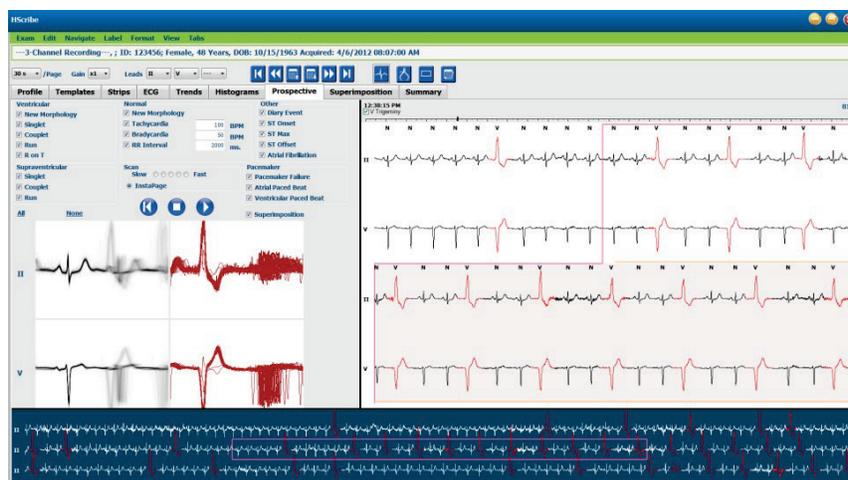 HScribe
Exam Edit Navigate Label Format View Tabs
---3-Channel Recording---, ; ID: 123456; Female, 48 Years, DOB: 10/15/1963 Acquired: 4/6/2012 08:07:00 AM
30 s /Page Gain x1 Leads II V ---
Profile Templates Strips ECG Trends Histograms Prospective Superimposition Summary
Ventricular
New Morphology
Singlet
Couplet
Run
R on T
Normal
New Morphology
Tachycardia 100 BPM
Bradycardia 50 BPM
RR Interval 2000 ms.
Other
Diary Event
ST Onset
ST Max
ST Offset
Atrial Fibrillation
Supraventricular
Singlet
Couplet
Run
Scan
Slow Fast
InstaPage
Pacemaker
Pacemaker Failure
Atrial Paced Beat
Ventricular Paced Beat
All None
Superimposition
II
V
12:38:15 PM
V Trigeminy
N N N N N V N N N N N V N N V N N V
II
V
N V N N V N N V N N V N V N N V N V N N V
II
V
II
II
II